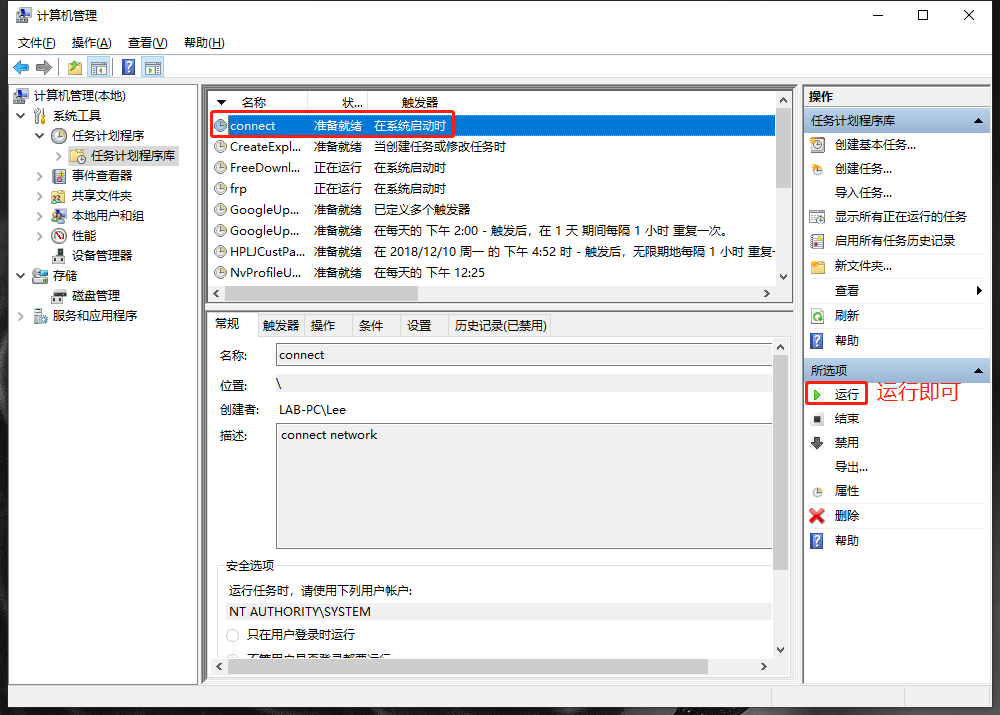 计算机管理
文件(F) 操作(A) 查看(V) 帮助(H)
计算机管理(本地)
系统工具
任务计划程序
任务计划程序库
事件查看器
共享文件夹
本地用户和组
性能
设备管理器
存储
磁盘管理
服务和应用程序
名称 状... 触发器
connect 准备就绪 在系统启动时
CreateExpl... 准备就绪 当创建任务或修改任务时
FreeDownl... 正在运行 在系统启动时
frp 正在运行 在系统启动时
GoogleUp... 准备就绪 已定义多个触发器
GoogleUp... 准备就绪 在每天的 下午 2:00 - 触发后，在 1 天 期间每隔 1 小时 重复一次。
HPLJCustPa... 准备就绪 在 2018/12/10 周一 的 下午 4:52 时 - 触发后，无限期地每隔 1 小时 重复一
NvProfileU... 准备就绪 在每天的 下午 12:25
常规 触发器 操作 条件 设置 历史记录(已禁用)
名称: connect
位置: \
创建者: LAB-PC\Lee
描述: connect network
安全选项
运行任务时，请使用下列用户帐户:
NT AUTHORITY\SYSTEM
只在用户登录时运行
不管用户是否登录都要运行
操作
任务计划程序库
创建基本任务...
创建任务...
导入任务...
显示所有正在运行的任务
启用所有任务历史记录
新文件夹...
查看
刷新
帮助
所选项
运行 运行即可
结束
禁用
导出...
属性
删除
帮助